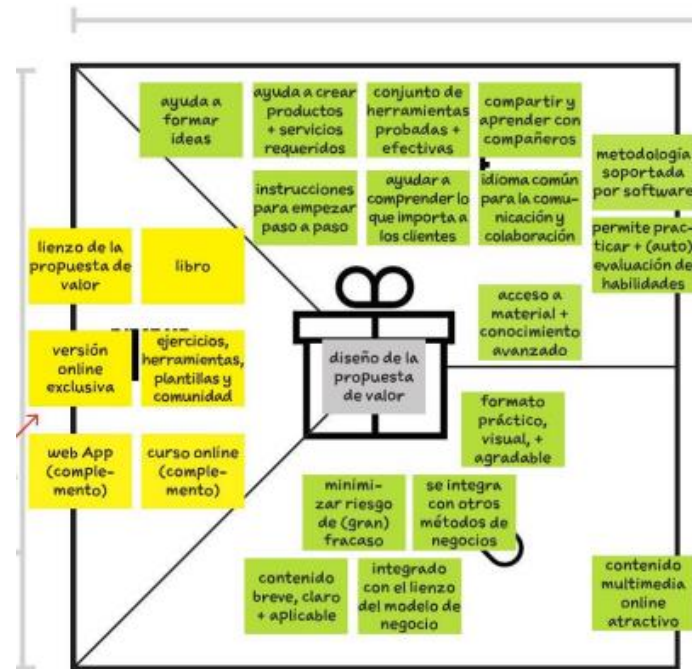 ayuda a
formar
ideas
ayuda a crear
productos
+ servicios
requeridos
conjunto de
herramientas
probadas +
efectivas
compartir y
aprender con
compañeros
metodología
soportada
por software
instrucciones
para empezar
paso a paso
ayudar a
comprender lo
que importa a
los clientes
idioma común
para la comu-
nicación y
colaboración
permite prac-
ticar + (auto)
evaluación de
habilidades
lienzo de la
propuesta de
valor
libro
acceso a
material +
conocimiento
avanzado
versión
online
exclusiva
ejercicios,
herramientas,
plantillas y
comunidad
diseño de la
propuesta
de valor
formato
práctico,
visual, +
agradable
web App
(comple-
mento)
curso online
(comple-
mento)
minimi-
zar riesgo
de (gran)
fracaso
se integra
con otros
métodos de
negocios
contenido
breve, claro
+ aplicable
integrado
con el lienzo
del modelo de
negocio
contenido
multimedia
online
atractivo